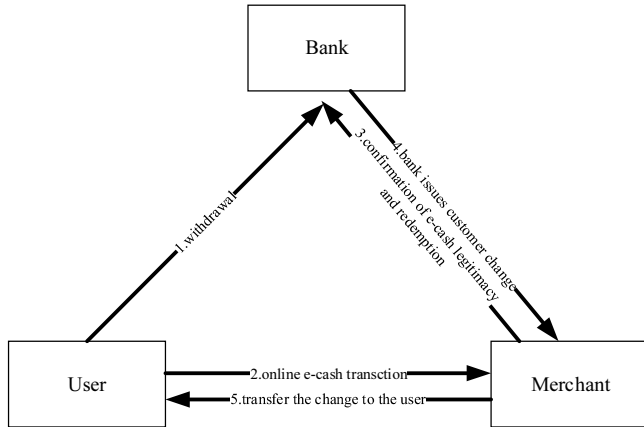 Bank
1.withdrawal
4.bank issues customer change
3.confirmation of e-cash legitimacy
and redemption
User
2.online e-cash transction
Merchant
5.transfer the change to the user